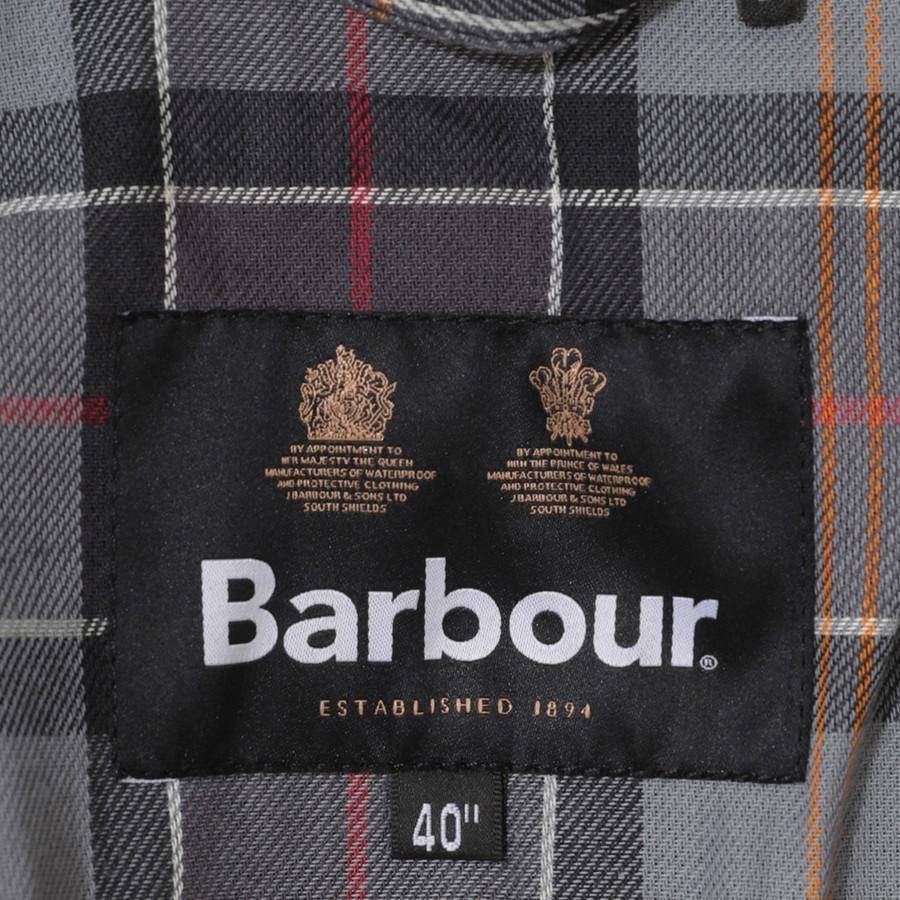 BY APPOINTMENT TO
HER MAJESTY THE QUEEN
MANUFACTURERS OF WATERPROOF
AND PROTECTIVE CLOTHING
J BARBOUR & SONS LTD
SOUTH SHIELDS
BY APPOINTMENT TO
HRH THE PRINCE OF WALES
MANUFACTURERS OF WATERPROOF
AND PROTECTIVE CLOTHING
J BARBOUR & SONS LTD
SOUTH SHIELDS
Barbour®
ESTABLISHED 1894
40"